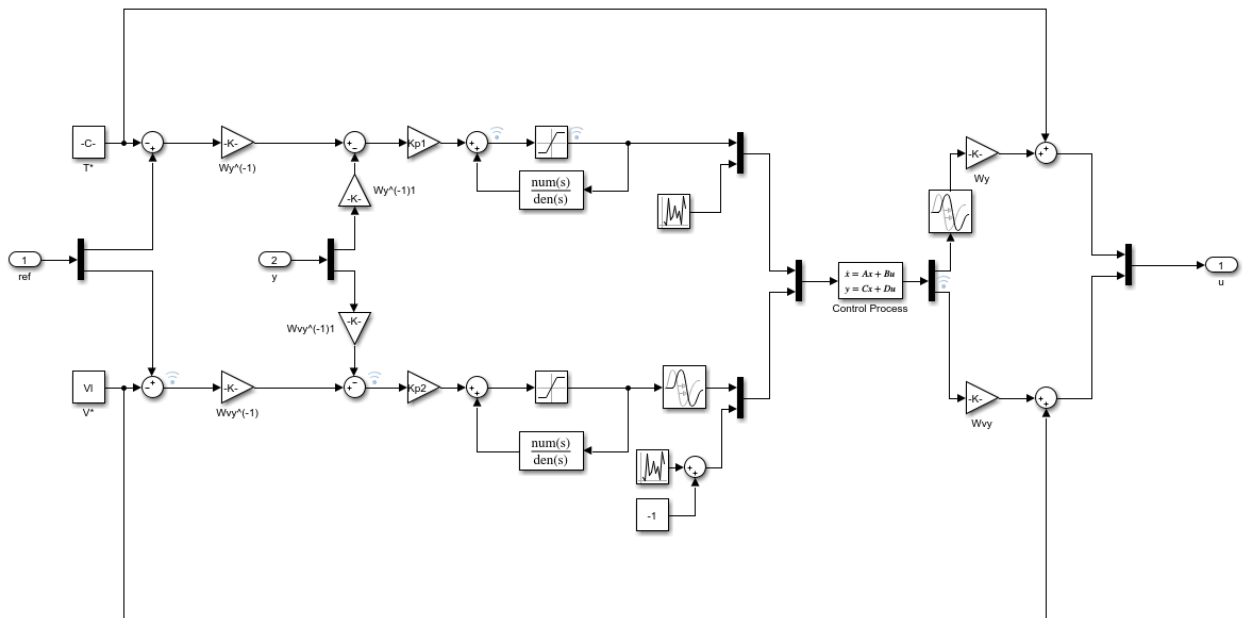 -C-
T*
-K-
Wy^(-1)
Kp1
-K-
Wy^(-1)1
num(s)
den(s)
-K-
Wy
1
ref
2
y
ẋ = Ax + Bu
y = Cx + Du
Control Process
1
u
-K-
Wvy^(-1)1
VI
V*
-K-
Wvy^(-1)
Kp2
num(s)
den(s)
-1
-K-
Wvy